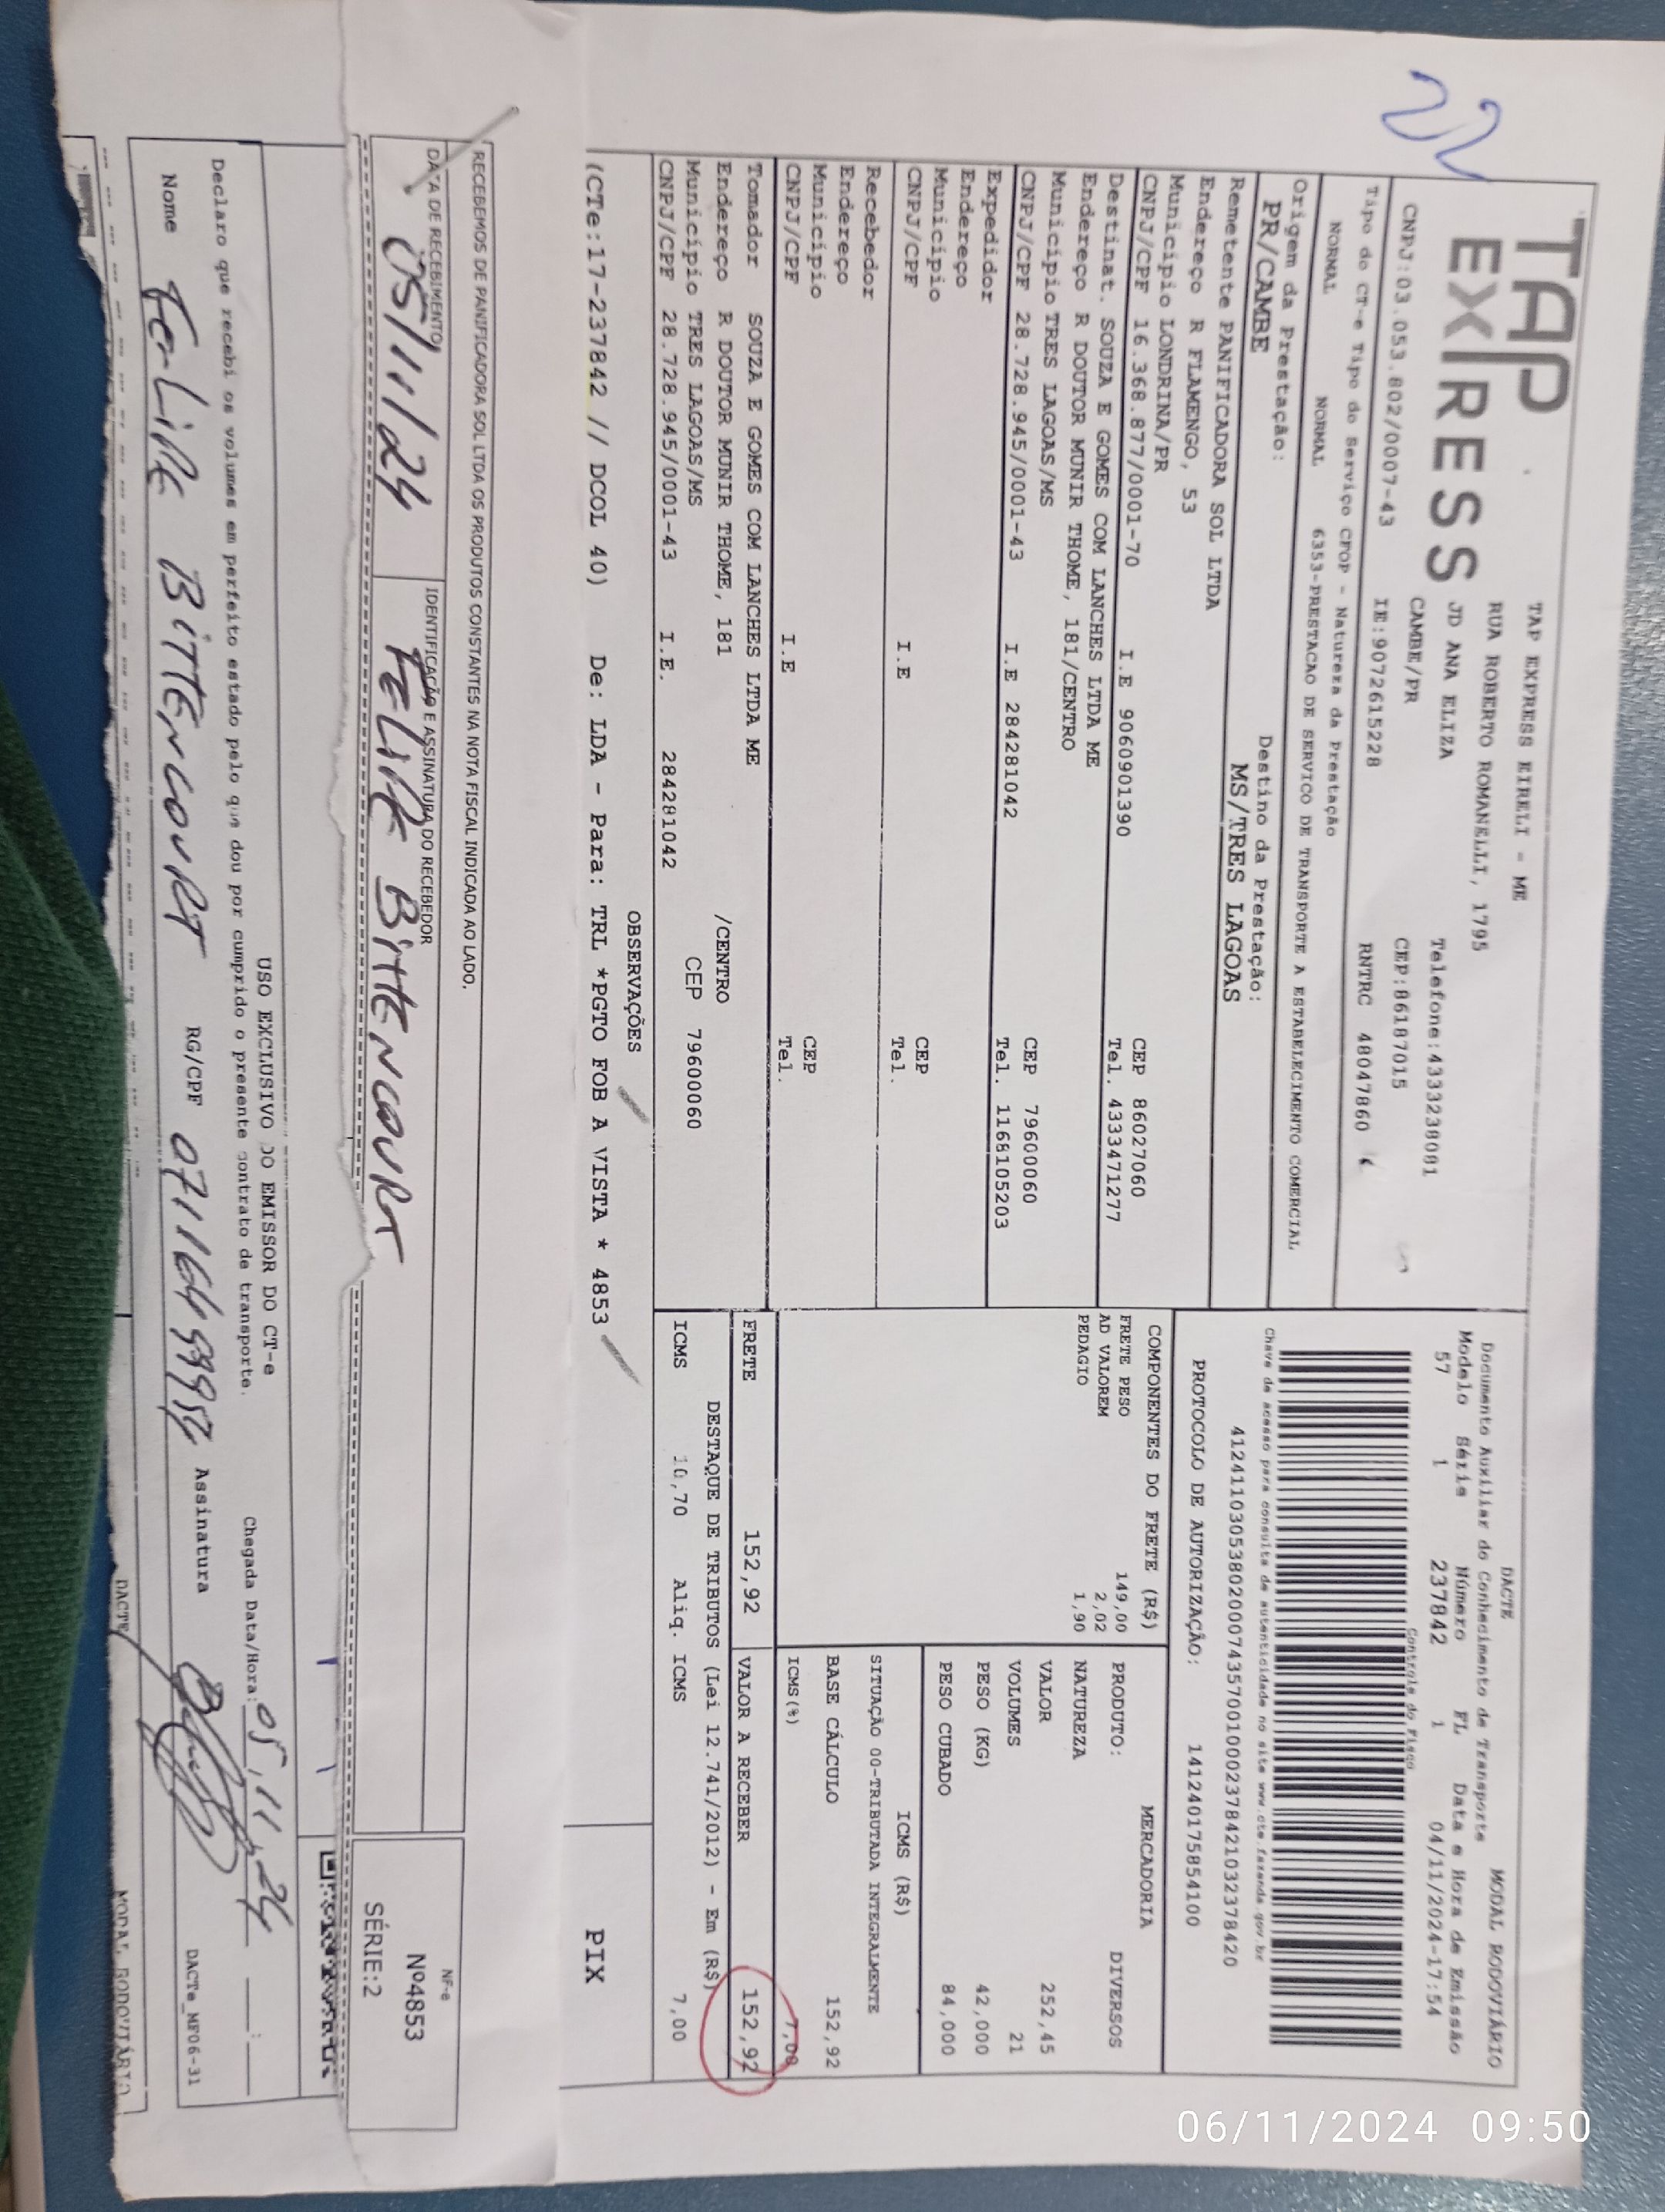 22
TAP
EXPRESS
TAP EXPRESS EIRELI - ME
RUA ROBERTO ROMANELLI, 1795
JD ANA ELIZA
Telefone:4333238081
CAMBE/PR
CEP:86187015
CNPJ:03.053.802/0007-43
IE:9072615228
RNTRC 48047860
Tipo do CT-e Tipo do Serviço CFOP - Natureza da Prestação
NORMAL NORMAL 6353-PRESTACAO DE SERVICO DE TRANSPORTE A ESTABELECIMENTO COMERCIAL
Origem da Prestação: Destino da Prestação:
PR/CAMBE MS/TRES LAGOAS
DACTE
MODAL RODOVIÁRIO
Documento Auxiliar do Conhecimento de Transporte
Modelo Série Número FL Data e Hora de Emissão
57 1 237842 1 04/11/2024-17:54
Controle do Fisco
Chave de acesso para consulta de autenticidade no site www.cte.fazenda.gov.br
41241103053802000743570010002378421032378420
PROTOCOLO DE AUTORIZAÇÃO: 141240175854100
Remetente PANIFICADORA SOL LTDA
Endereço R FLAMENGO, 53
Município LONDRINA/PR CEP 86027060
CNPJ/CPF 16.368.877/0001-70 I.E 9060901390 Tel. 433471277
Destinat. SOUZA E GOMES COM LANCHES LTDA ME
Endereço R DOUTOR MUNIR THOME, 181/CENTRO
Município TRES LAGOAS/MS CEP 79600060
CNPJ/CPF 28.728.945/0001-43 I.E 284281042 Tel. 1168105203
Expedidor
Endereço
Município CEP
CNPJ/CPF I.E Tel.
Recebedor
Endereço
Município CEP
CNPJ/CPF I.E Tel.
Tomador SOUZA E GOMES COM LANCHES LTDA ME
Endereço R DOUTOR MUNIR THOME, 181 /CENTRO
Município TRES LAGOAS/MS CEP 79600060
CNPJ/CPF 28.728.945/0001-43 I.E. 284281042
COMPONENTES DO FRETE (R$)
FRETE PESO 149,00
AD VALOREM 2,02
PEDAGIO 1,90
MERCADORIA
PRODUTO: DIVERSOS
NATUREZA
VALOR 252,45
VOLUMES 21
PESO (KG) 42,000
PESO CUBADO 84,000
ICMS (R$)
SITUAÇÃO 00-TRIBUTADA INTEGRALMENTE
BASE CÁLCULO 152,92
ICMS(%) 7,00
FRETE 152,92 VALOR A RECEBER 152,92
DESTAQUE DE TRIBUTOS (Lei 12.741/2012) - Em (R$)
ICMS 10,70 Aliq. ICMS 7,00
OBSERVAÇÕES
(CTe:17-237842 // DCOL 40) De: LDA - Para: TRL *PGTO FOB A VISTA * 4853
PIX
RECEBEMOS DE PANIFICADORA SOL LTDA OS PRODUTOS CONSTANTES NA NOTA FISCAL INDICADA AO LADO.
DATA DE RECEBIMENTO IDENTIFICAÇÃO E ASSINATURA DO RECEBEDOR
05/11/24 FELIPE BITTENCOURT
NF-e
Nº4853
SÉRIE:2
USO EXCLUSIVO DO EMISSOR DO CT-e
Declaro que recebi os volumes em perfeito estado pelo que dou por cumprido o presente contrato de transporte.
Chegada Data/Hora: 05/11/24
Nome FELIPE BITTENCOURT RG/CPF Assinatura
DACTe_MF06-31
DACTE
MODAL RODOVIÁRIO
06/11/2024 09:50